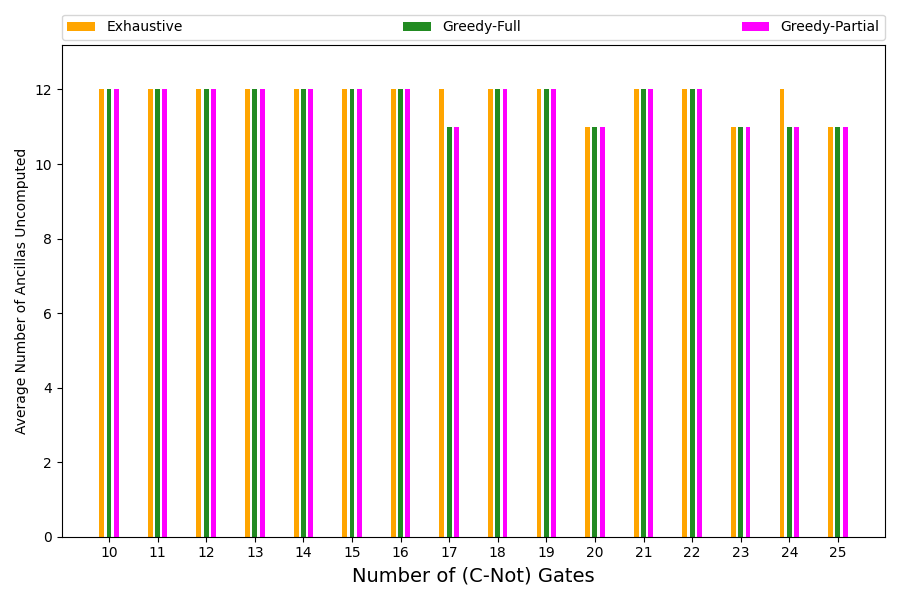 Exhaustive Greedy-Full Greedy-Partial
Average Number of Ancillas Uncomputed
12
10
8
6
4
2
0
10 11 12 13 14 15 16 17 18 19 20 21 22 23 24 25
Number of (C-Not) Gates